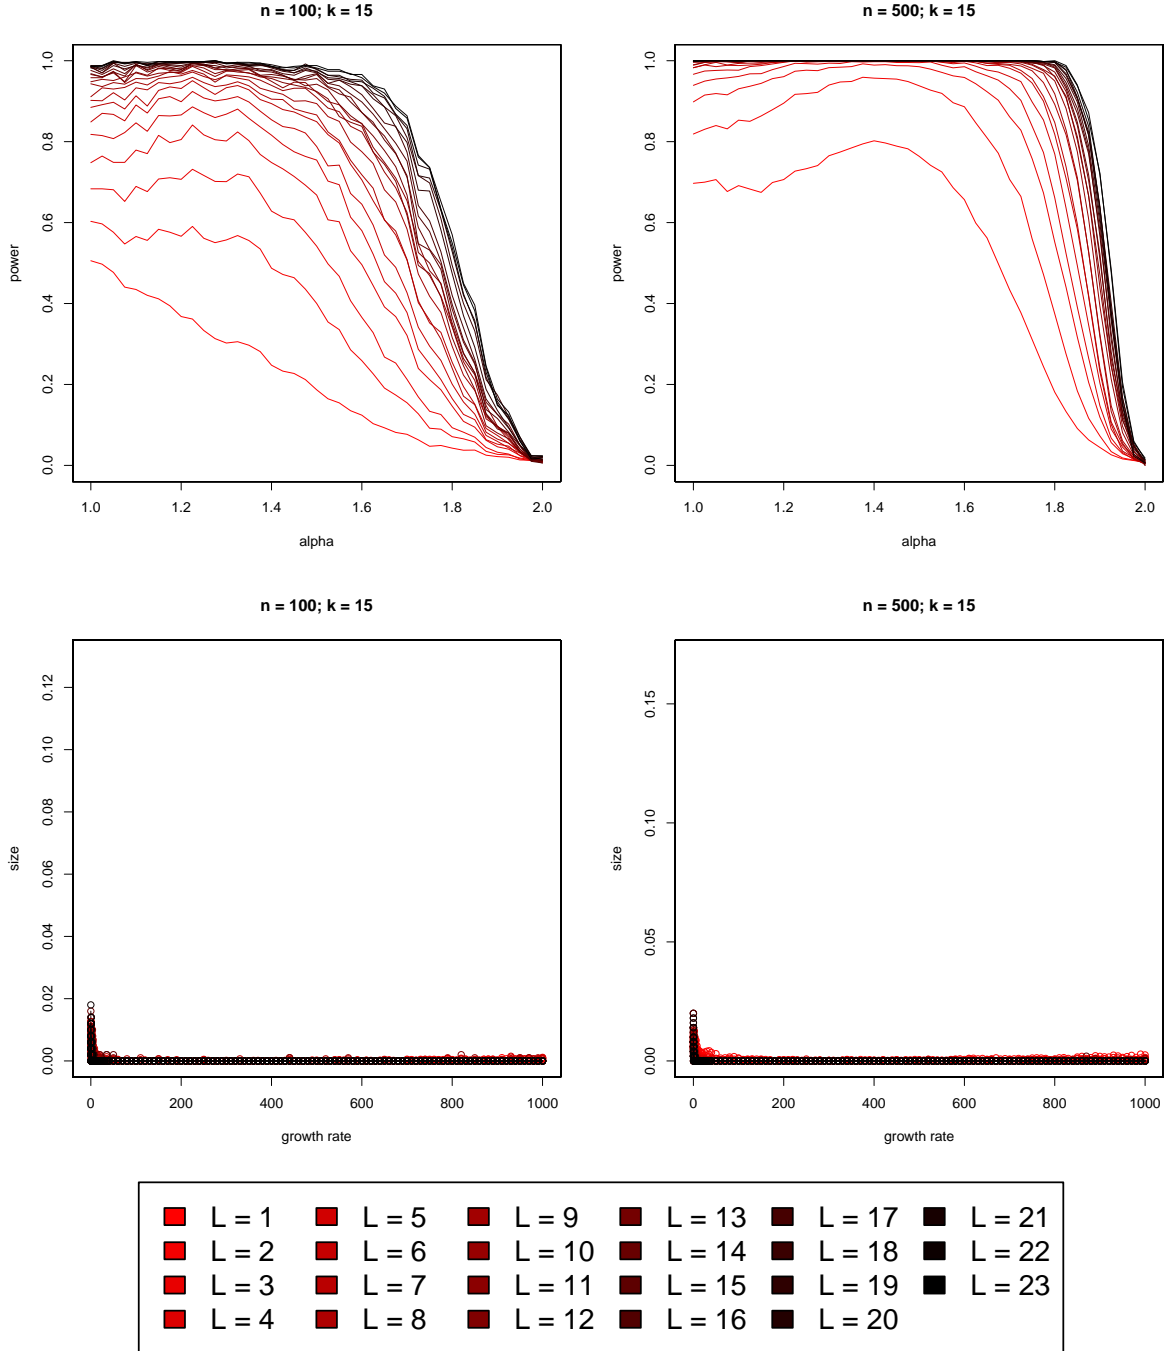 n = 100; k = 15
n = 500; k = 15
power
1.0
0.8
0.6
0.4
0.2
0.0
1.0 1.2 1.4 1.6 1.8 2.0
alpha
power
1.0
0.8
0.6
0.4
0.2
0.0
1.0 1.2 1.4 1.6 1.8 2.0
alpha
n = 100; k = 15
n = 500; k = 15
size
0.12
0.10
0.08
0.06
0.04
0.02
0.00
0 200 400 600 800 1000
growth rate
size
0.15
0.10
0.05
0.00
0 200 400 600 800 1000
growth rate
L = 1 L = 5 L = 9 L = 13 L = 17 L = 21
L = 2 L = 6 L = 10 L = 14 L = 18 L = 22
L = 3 L = 7 L = 11 L = 15 L = 19 L = 23
L = 4 L = 8 L = 12 L = 16 L = 20